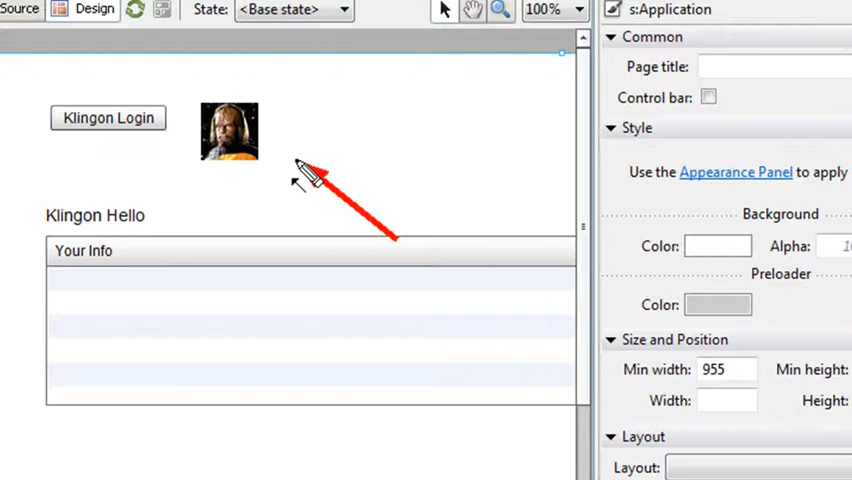 Source Design State: <Base state> 100%
s:Application
Common
Page title:
Control bar:
Style
Use the Appearance Panel to apply
Background
Color: Alpha:
Preloader
Color:
Size and Position
Min width: 955 Min height:
Width: Height:
Layout
Layout:
Klingon Login
Klingon Hello
Your Info